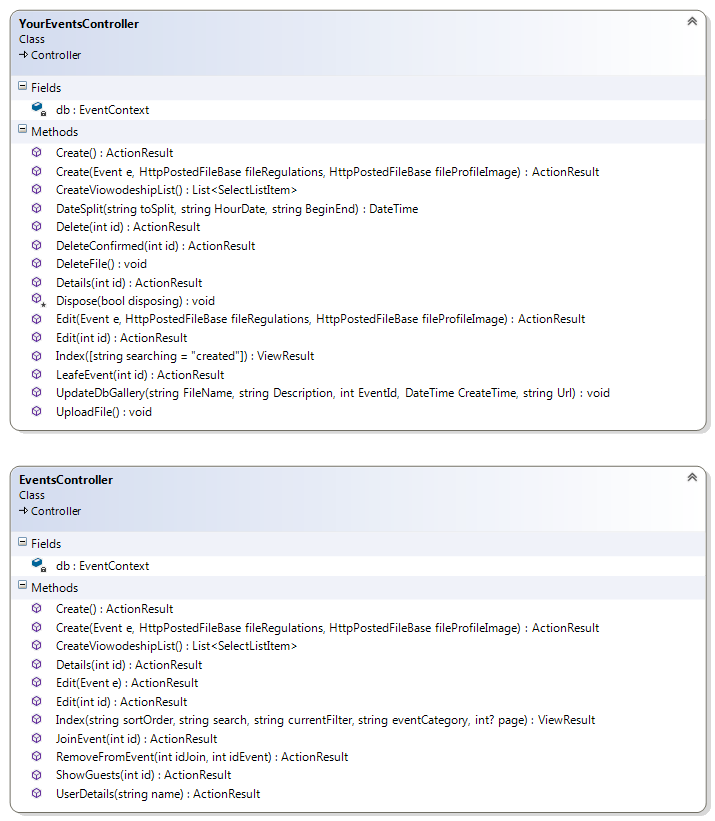 YourEventsController
Class
Controller
Fields
db : EventContext
Methods
Create() : ActionResult
Create(Event e, HttpPostedFileBase fileRegulations, HttpPostedFileBase fileProfileImage) : ActionResult
CreateViowodeshipList() : List<SelectListItem>
DateSplit(string toSplit, string HourDate, string BeginEnd) : DateTime
Delete(int id) : ActionResult
DeleteConfirmed(int id) : ActionResult
DeleteFile() : void
Details(int id) : ActionResult
Dispose(bool disposing) : void
Edit(Event e, HttpPostedFileBase fileRegulations, HttpPostedFileBase fileProfileImage) : ActionResult
Edit(int id) : ActionResult
Index([string searching = "created"]) : ViewResult
LeafeEvent(int id) : ActionResult
UpdateDbGallery(string FileName, string Description, int EventId, DateTime CreateTime, string Url) : void
UploadFile() : void
EventsController
Class
Controller
Fields
db : EventContext
Methods
Create() : ActionResult
Create(Event e, HttpPostedFileBase fileRegulations, HttpPostedFileBase fileProfileImage) : ActionResult
CreateViowodeshipList() : List<SelectListItem>
Details(int id) : ActionResult
Edit(Event e) : ActionResult
Edit(int id) : ActionResult
Index(string sortOrder, string search, string currentFilter, string eventCategory, int? page) : ViewResult
JoinEvent(int id) : ActionResult
RemoveFromEvent(int idJoin, int idEvent) : ActionResult
ShowGuests(int id) : ActionResult
UserDetails(string name) : ActionResult